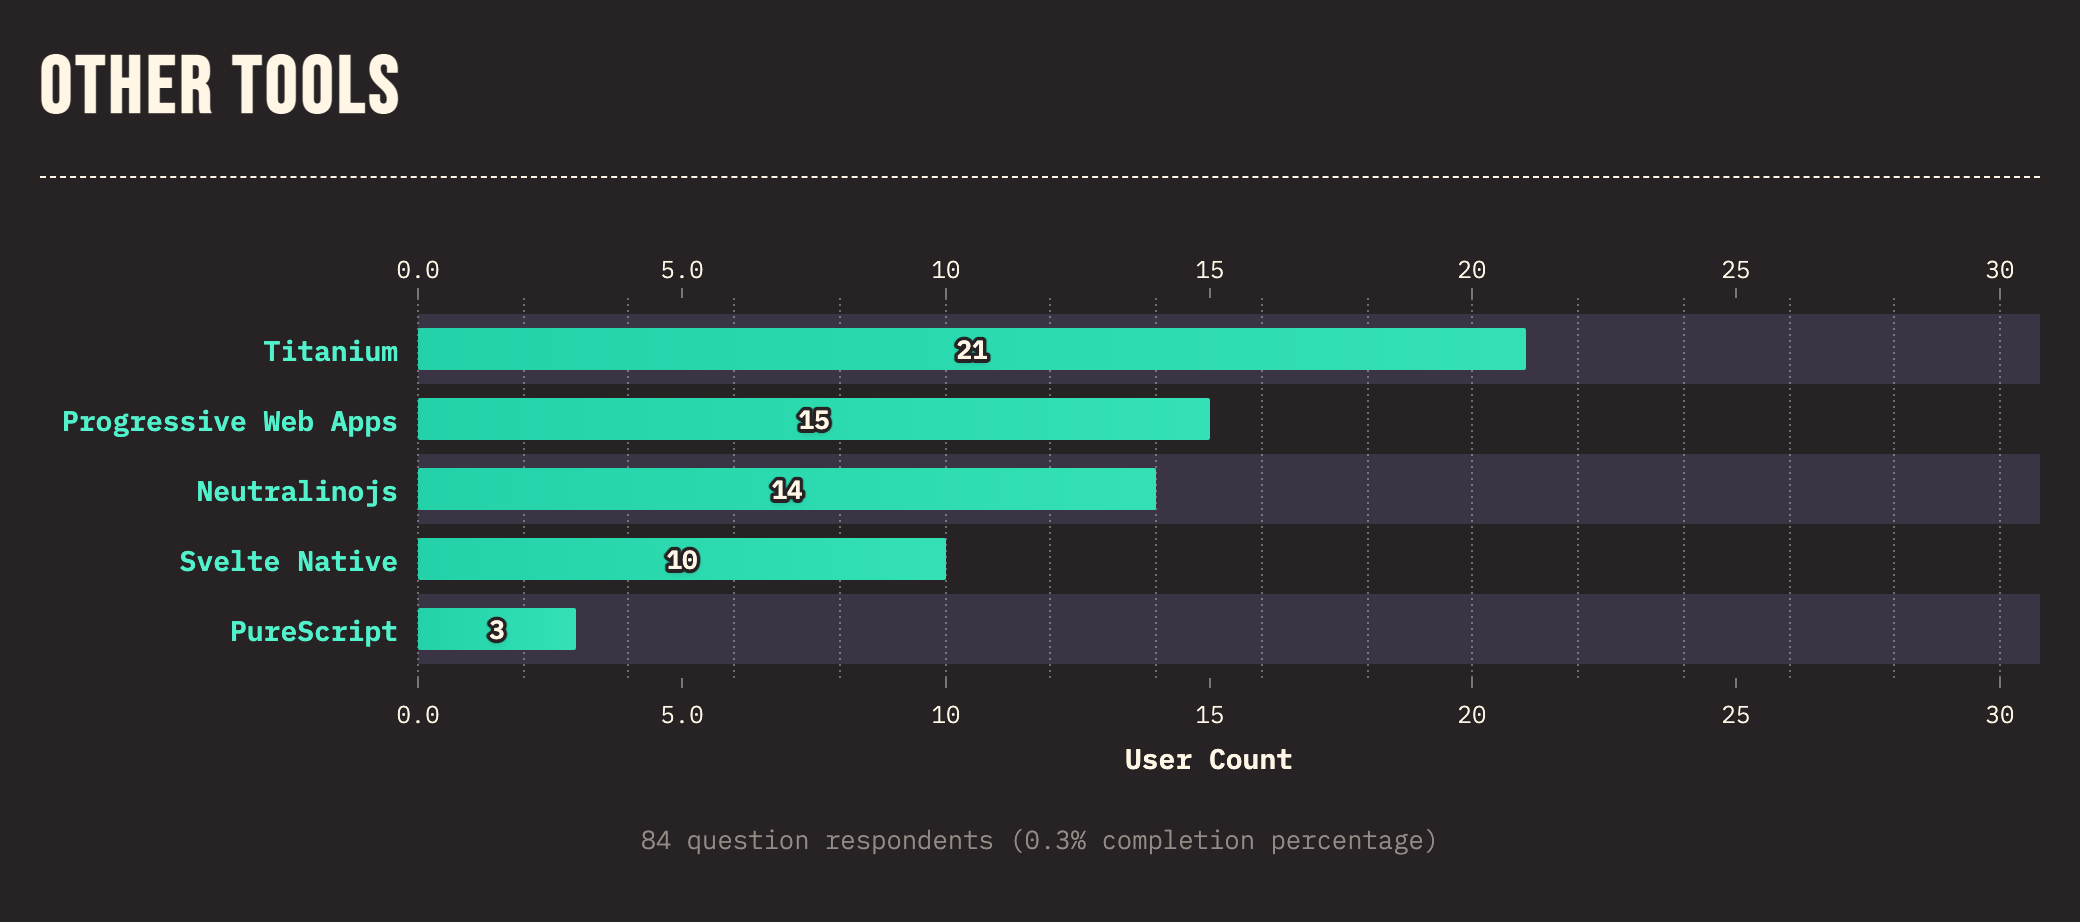 OTHER TOOLS
0.0 5.0 10 15 20 25 30
Titanium 21
Progressive Web Apps 15
Neutralinojs 14
Svelte Native 10
PureScript 3
0.0 5.0 10 15 20 25 30
User Count
84 question respondents (0.3% completion percentage)